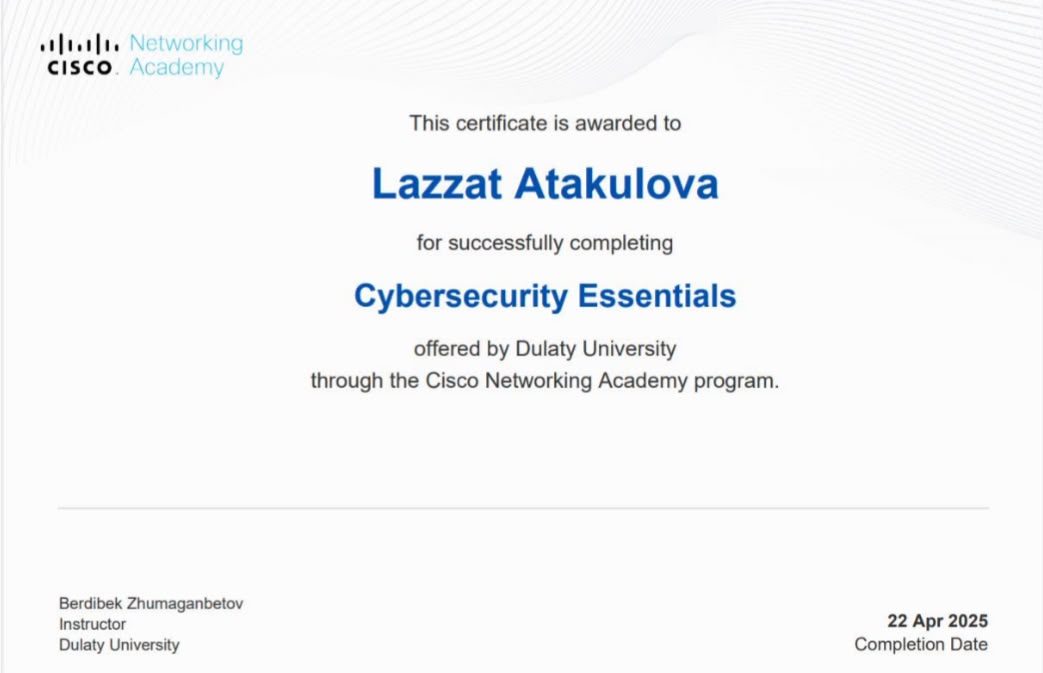 Networking
CISCO. Academy
This certificate is awarded to
Lazzat Atakulova
for successfully completing
Cybersecurity Essentials
offered by Dulaty University
through the Cisco Networking Academy program.
Berdibek Zhumaganbetov
Instructor
Dulaty University
22 Apr 2025
Completion Date